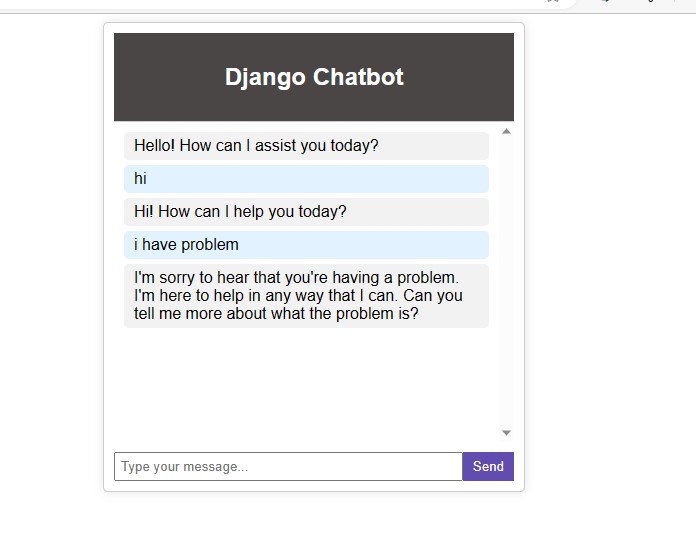 Django Chatbot
Hello! How can I assist you today?
hi
Hi! How can I help you today?
i have problem
I'm sorry to hear that you're having a problem.
I'm here to help in any way that I can. Can you
tell me more about what the problem is?
Type your message...
Send